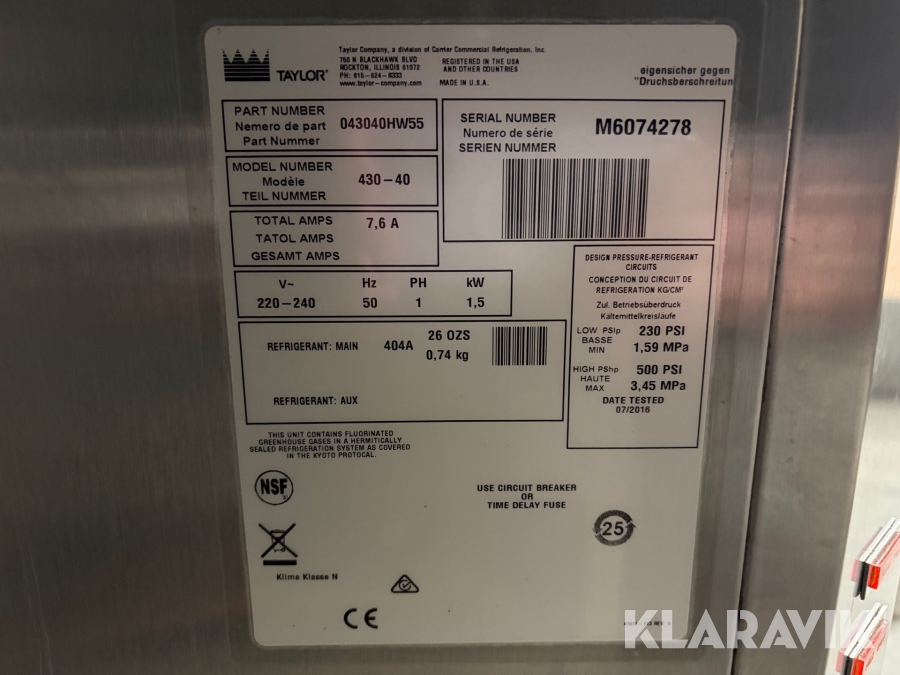 TAYLOR®
Taylor Company, a division of Carrier Commercial Refrigeration, Inc.
750 N BLACKHAWK BLVD
ROCKTON, ILLINOIS 61072
PH: 815-624-8333
www.taylor-company.com
REGISTERED IN THE USA
AND OTHER COUNTRIES
MADE IN U.S.A.
eigensicher gegen
"Druchsberschreitun
PART NUMBER
Nemero de part
Part Nummer
043040HW55
SERIAL NUMBER
Numero de série
SERIEN NUMMER
M6074278
MODEL NUMBER
Modèle
TEIL NUMMER
430-40
TOTAL AMPS
TATOL AMPS
GESAMT AMPS
7,6 A
V~ Hz PH kW
220-240 50 1 1,5
DESIGN PRESSURE-REFRIGERANT
CIRCUITS
CONCEPTION DU CIRCUIT DE
REFRIGERATION KG/CM²
Zul. Betriebsüberdruck
Kältemittelkreisläufe
LOW PSIp
BASSE
MIN
230 PSI
1,59 MPa
HIGH PShp
HAUTE
MAX
500 PSI
3,45 MPa
DATE TESTED
07/2016
REFRIGERANT: MAIN 404A
26 OZS
0,74 kg
REFRIGERANT: AUX
THIS UNIT CONTAINS FLUORINATED
GREENHOUSE GASES IN A HERMITICALLY
SEALED REFRIGERATION SYSTEM AS COVERED
IN THE KYOTO PROTOCAL.
NSF
USE CIRCUIT BREAKER
OR
TIME DELAY FUSE
25
Klima Klasse N
CE
KLARAVIK